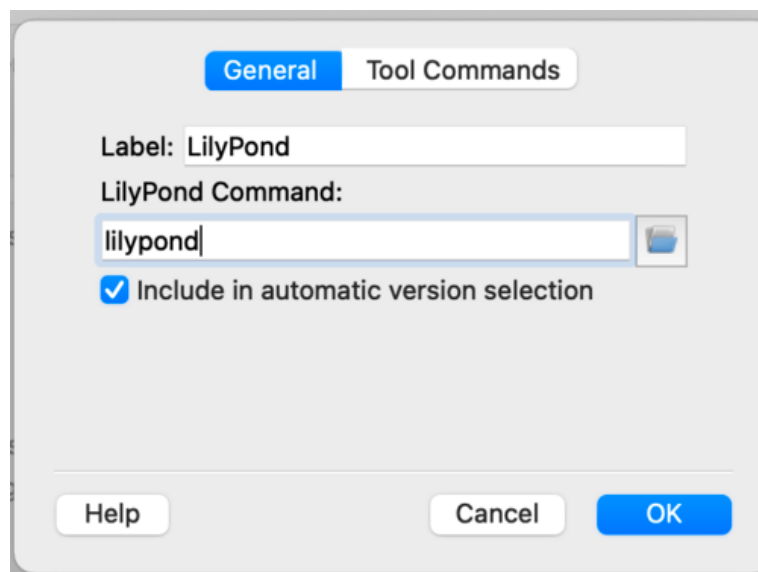 General Tool Commands
Label: LilyPond
LilyPond Command:
lilypond
Include in automatic version selection
Help Cancel OK